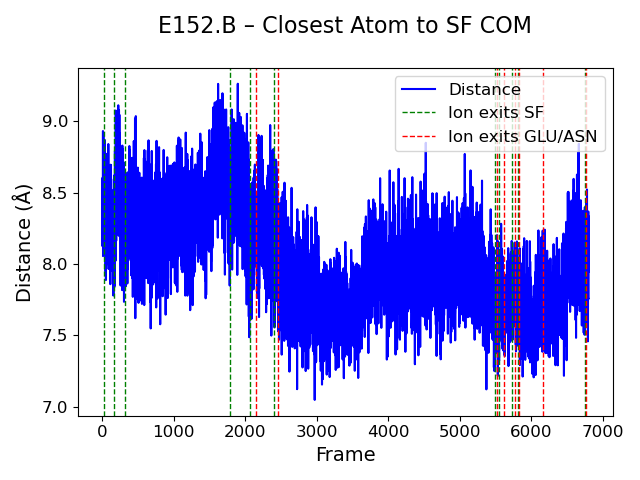 E152.B – Closest Atom to SF COM
Distance
Ion exits SF
Ion exits GLU/ASN
Distance (Å)
9.0
8.5
8.0
7.5
7.0
0 1000 2000 3000 4000 5000 6000 7000
Frame